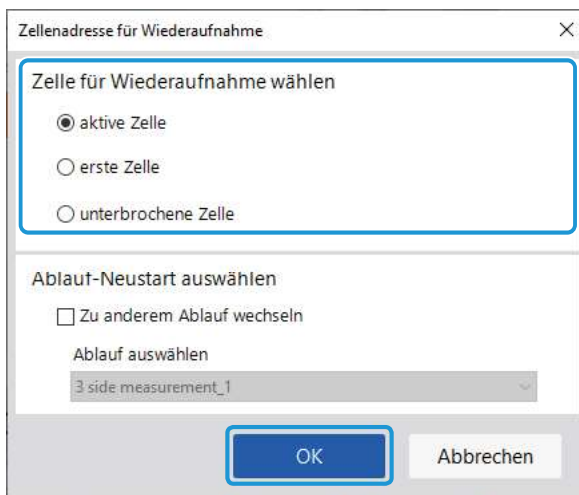 Zellenadresse für Wiederaufnahme
Zelle für Wiederaufnahme wählen
aktive Zelle
erste Zelle
unterbrochene Zelle
Ablauf-Neustart auswählen
Zu anderem Ablauf wechseln
Ablauf auswählen
3 side measurement_1
OK Abbrechen